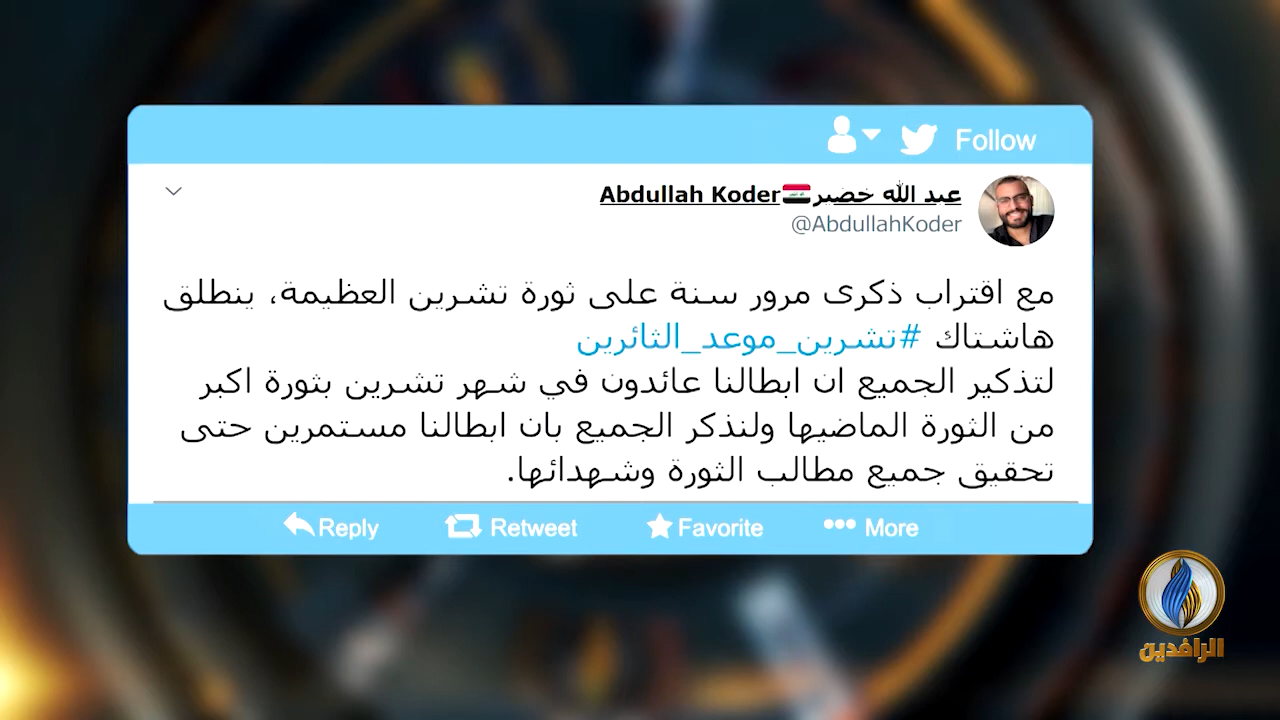 Follow
عبد الله خضير🇮🇶Abdullah Koder
@AbdullahKoder
مع اقتراب ذكرى مرور سنة على ثورة تشرين العظيمة، ينطلق
هاشتاك #تشرين_موعد_الثائرين
لتذكير الجميع ان ابطالنا عائدون في شهر تشرين بثورة اكبر
من الثورة الماضيها ولنذكر الجميع بان ابطالنا مستمرين حتى
تحقيق جميع مطالب الثورة وشهدائها.
Reply Retweet Favorite More
الرافدين